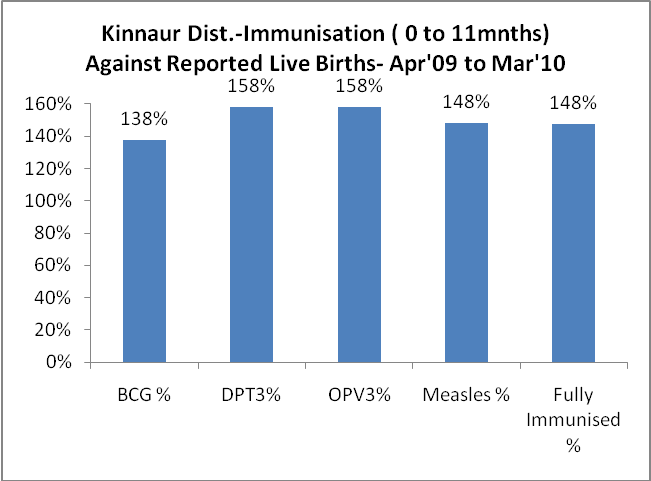 Kinnaur Dist.-Immunisation ( 0 to 11mnths)
Against Reported Live Births- Apr'09 to Mar'10
160%
140%
120%
100%
80%
60%
40%
20%
0%
138%
158%
158%
148%
148%
BCG %
DPT3%
OPV3%
Measles %
Fully
Immunised
%